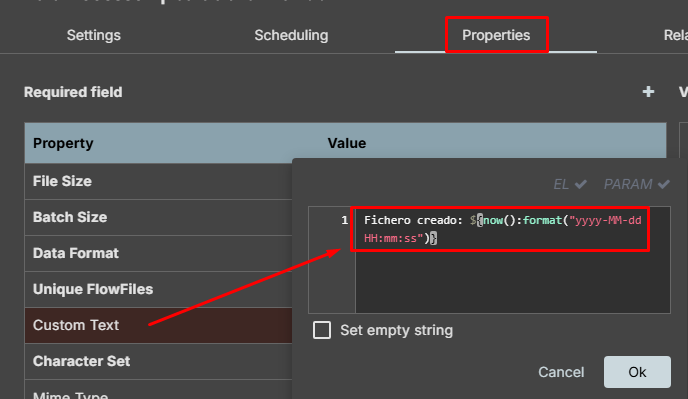 Settings
Scheduling
Properties
Rela
Required field
+
V
Property
Value
File Size
Batch Size
Data Format
Unique FlowFiles
Custom Text
Character Set
Mime Type
EL ✓
PARAM ✓
1
Fichero creado: ${now():format("yyyy-MM-dd
HH:mm:ss")}
Set empty string
Cancel
Ok